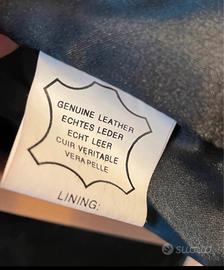 GENUINE LEATHER
ECHTES LEDER
ECHT LEER
CUIR VERITABLE
VERA PELLE
LINING:
subito